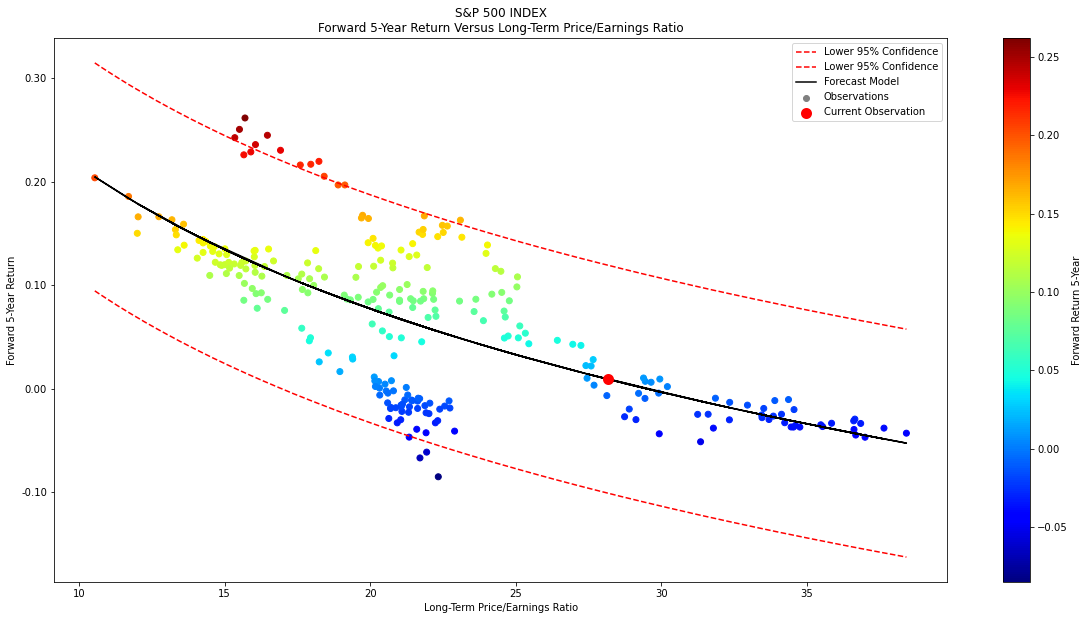 S&P 500 INDEX
Forward 5-Year Return Versus Long-Term Price/Earnings Ratio
Lower 95% Confidence
Lower 95% Confidence
Forecast Model
Observations
Current Observation
Forward 5-Year Return
0.30
0.20
0.10
0.00
-0.10
10
15
20
25
30
35
Long-Term Price/Earnings Ratio
0.25
0.20
0.15
0.10
0.05
0.00
−0.05
Forward Return 5-Year